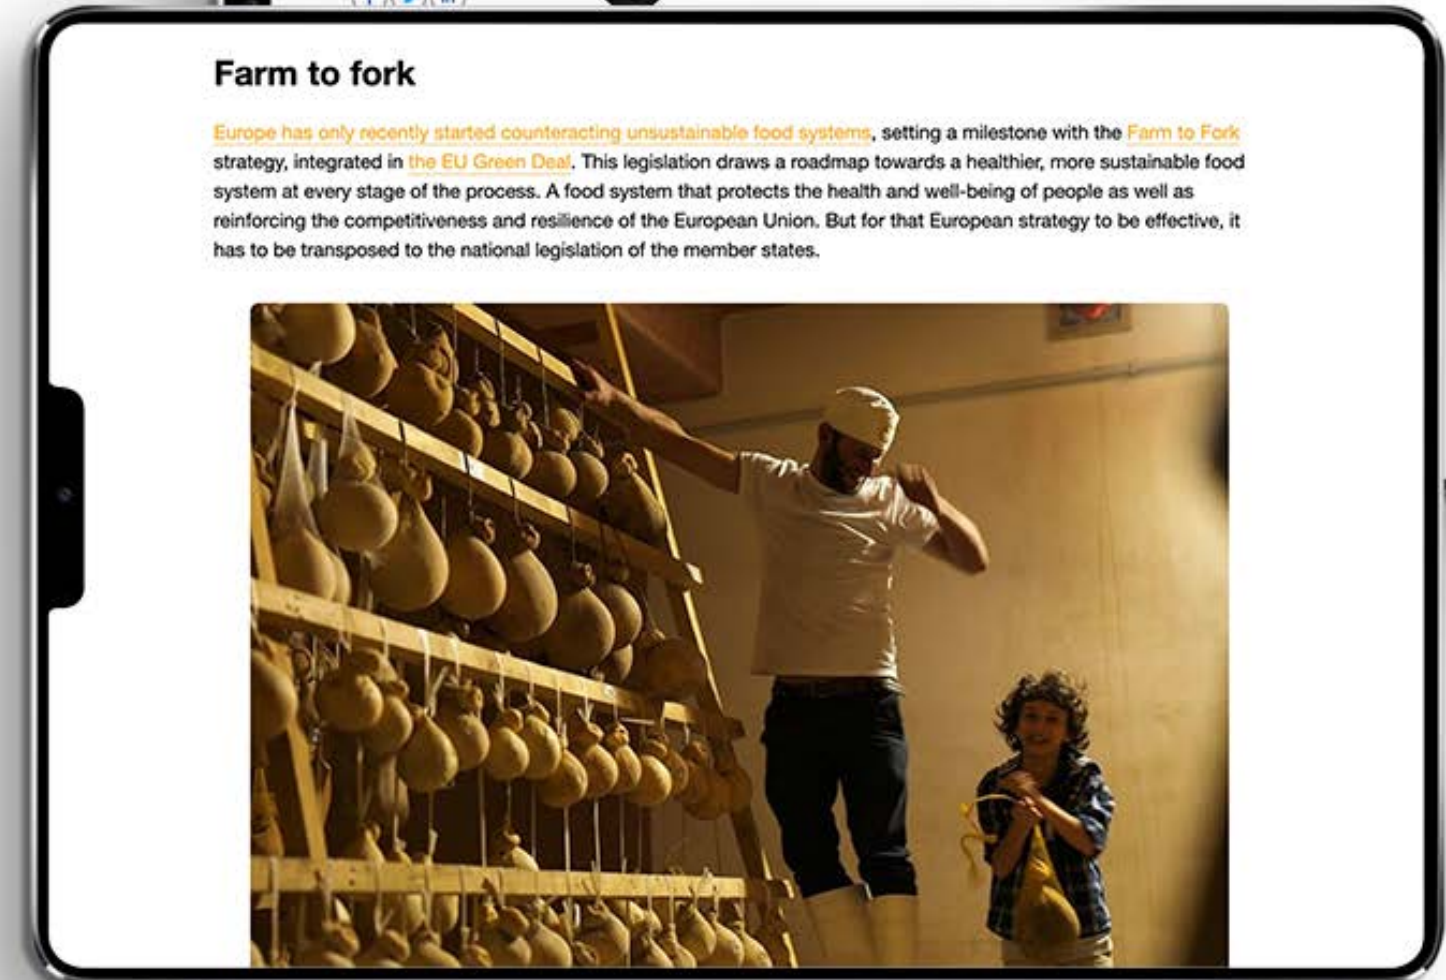 Farm to fork
Europe has only recently started counteracting unsustainable food systems, setting a milestone with the Farm to Fork
strategy, integrated in the EU Green Deal. This legislation draws a roadmap towards a healthier, more sustainable food
system at every stage of the process. A food system that protects the health and well-being of people as well as
reinforcing the competitiveness and resilience of the European Union. But for that European strategy to be effective, it
has to be transposed to the national legislation of the member states.